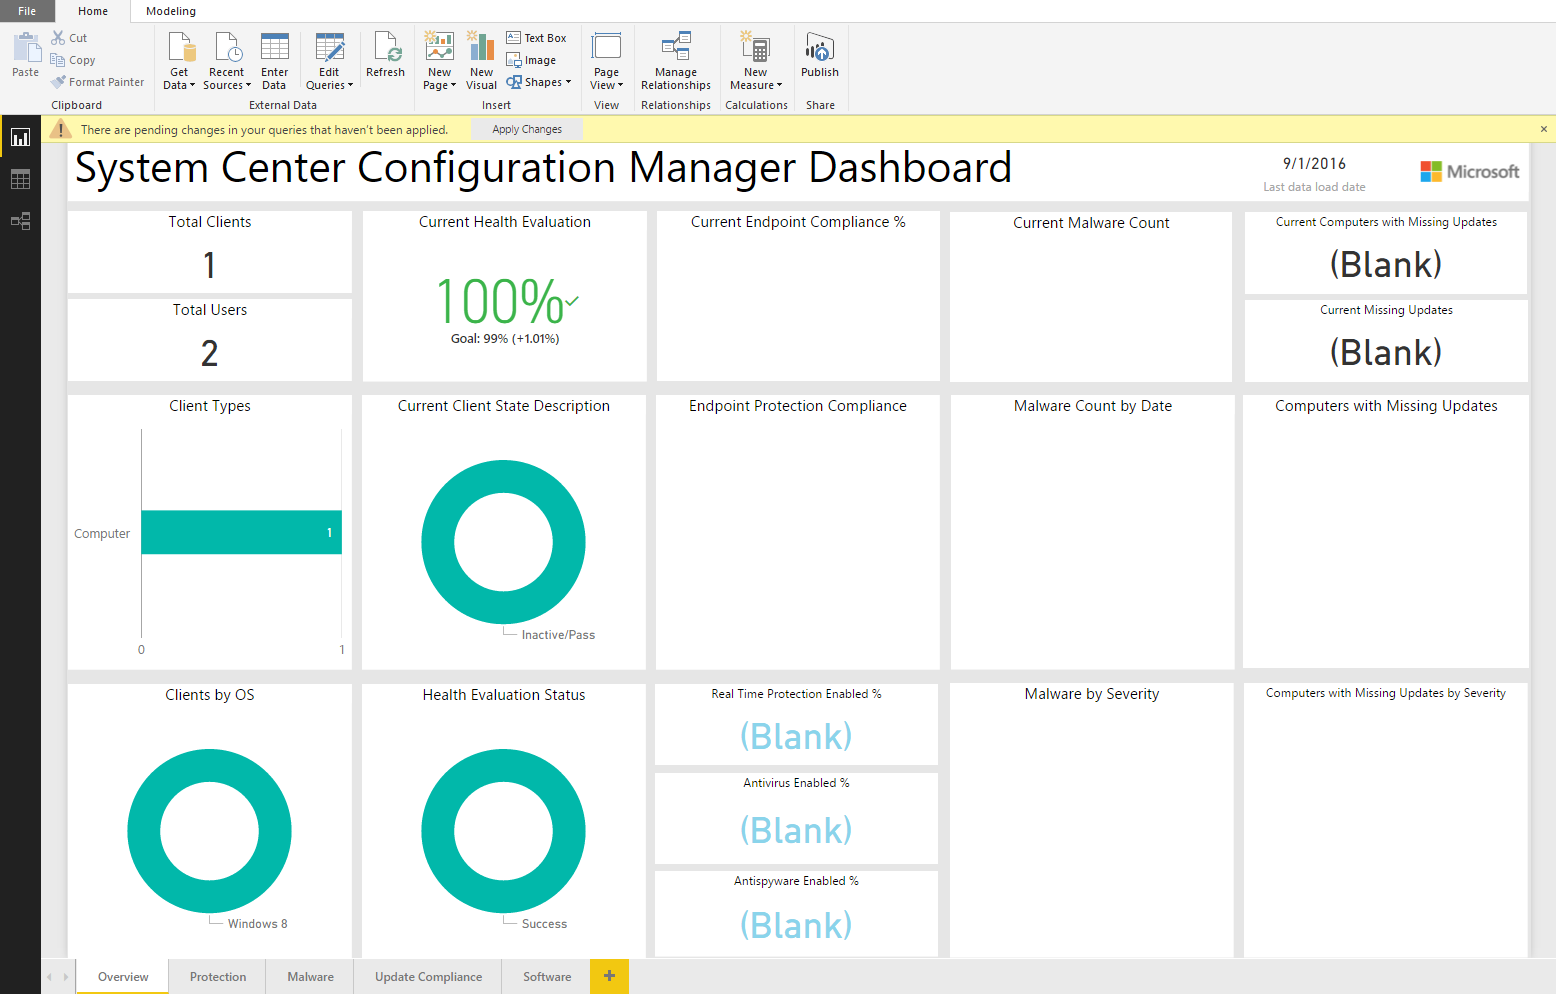 File Home Modeling
Paste
Cut
Copy
Format Painter
Clipboard
Get Data
Recent Sources
Enter Data
Edit Queries
Refresh
External Data
New Page
New Visual
Text Box
Image
Shapes
Insert
Page View
View
Manage Relationships
Relationships
New Measure
Calculations
Publish
Share
There are pending changes in your queries that haven't been applied. Apply Changes
System Center Configuration Manager Dashboard
9/1/2016
Last data load date
Microsoft
Total Clients
1
Total Users
2
Current Health Evaluation
100%
Goal: 99% (+1.01%)
Current Endpoint Compliance %
Current Malware Count
Current Computers with Missing Updates
(Blank)
Current Missing Updates
(Blank)
Client Types
Computer
1
0 1
Current Client State Description
Inactive/Pass
Endpoint Protection Compliance
Malware Count by Date
Computers with Missing Updates
Clients by OS
Windows 8
Health Evaluation Status
Success
Real Time Protection Enabled %
(Blank)
Antivirus Enabled %
(Blank)
Antispyware Enabled %
(Blank)
Malware by Severity
Computers with Missing Updates by Severity
Overview Protection Malware Update Compliance Software